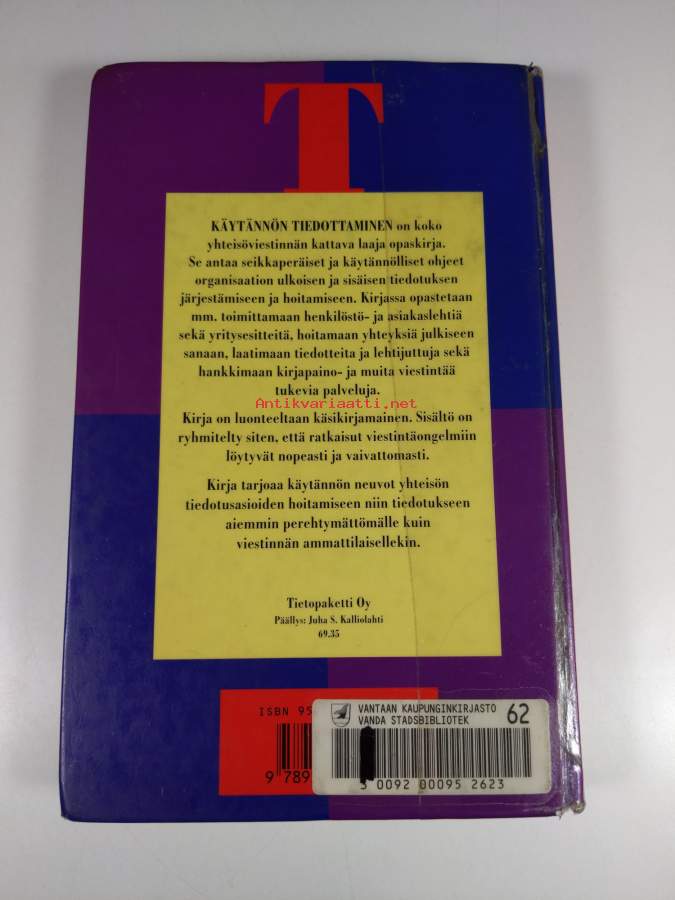 T
KÄYTÄNNÖN TIEDOTTAMINEN on koko
yhteisöviestinnän kattava laaja opaskirja.
Se antaa seikkaperäiset ja käytännölliset ohjeet
organisaation ulkoisen ja sisäisen tiedotuksen
järjestämiseen ja hoitamiseen. Kirjassa opastetaan
mm. toimittamaan henkilöstö- ja asiakaslehtiä
sekä yritysesitteitä, hoitamaan yhteyksiä julkiseen
sanaan, laatimaan tiedotteita ja lehtijuttuja sekä
hankkimaan kirjapaino- ja muita viestintää
tukevia palveluja.
Antikvariaatti.net
Kirja on luonteeltaan käsikirjamainen. Sisältö on
ryhmitelty siten, että ratkaisut viestintäongelmiin
löytyvät nopeasti ja vaivattomasti.
Kirja tarjoaa käytännön neuvot yhteisön
tiedotusasioiden hoitamiseen niin tiedotukseen
aiemmin perehtymättömälle kuin
viestinnän ammattilaisellekin.
Tietopaketti Oy
Päällys: Juha S. Kalliolahti
69.35
ISBN 95
9 789
VANTAAN KAUPUNGINKIRJASTO 62
VANDA STADSBIBLIOTEK
0092 00095 2623